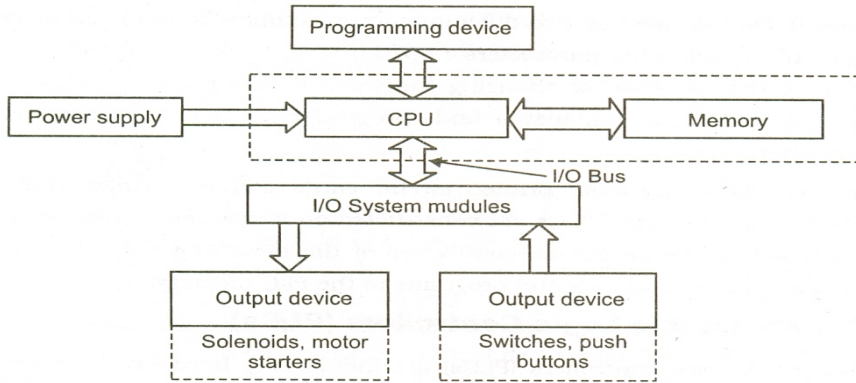 Programming device
Power supply
CPU
Memory
I/O Bus
I/O System mudules
Output device
Output device
Solenoids, motor
starters
Switches, push
buttons